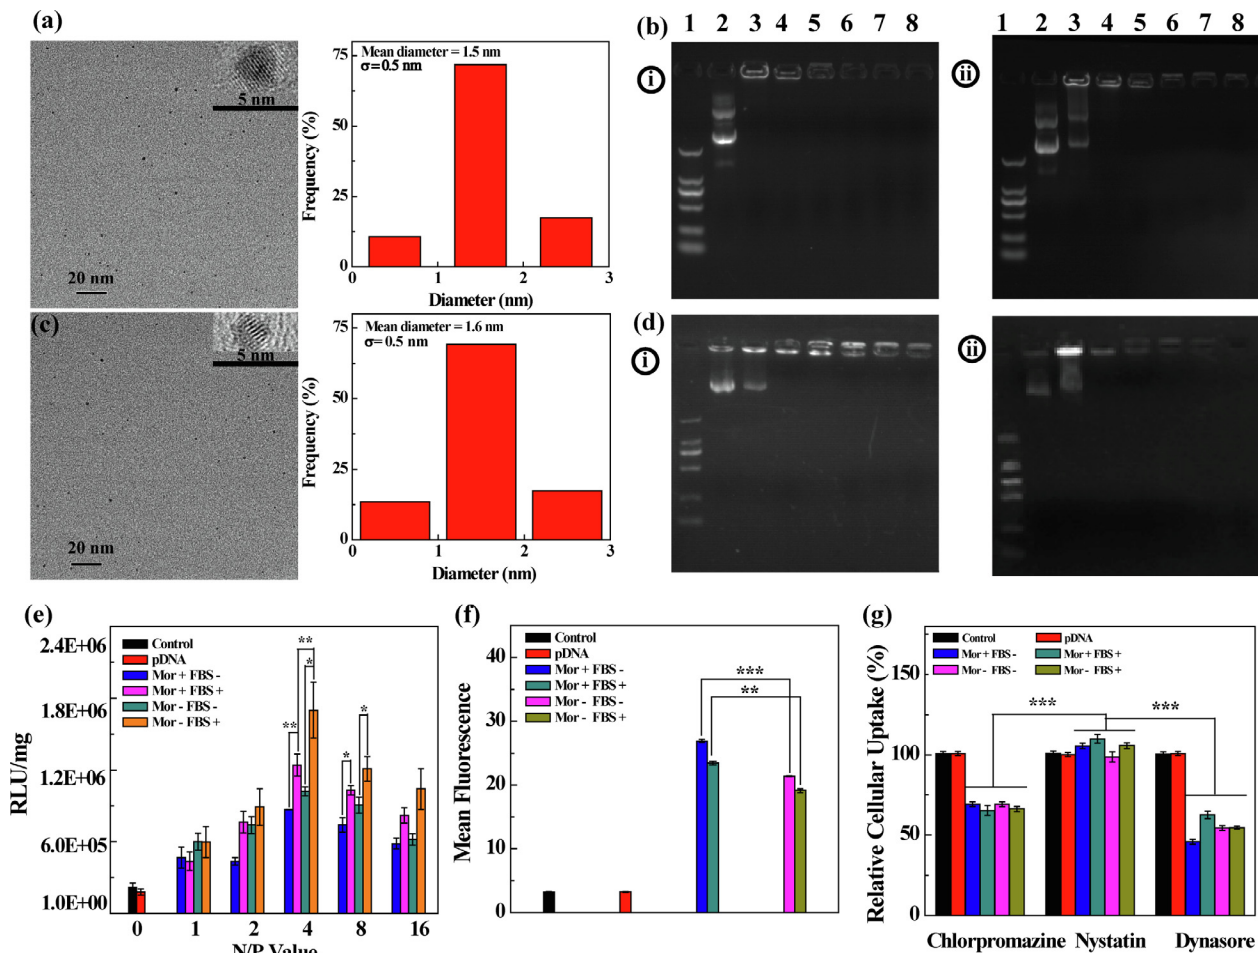 (a)
5 nm
20 nm
Mean diameter = 1.5 nm
σ = 0.5 nm
Frequency (%)
75
50
25
0
0 1 2 3
Diameter (nm)
(b)
1 2 3 4 5 6 7 8
i
1 2 3 4 5 6 7 8
ii
(c)
5 nm
20 nm
Mean diameter = 1.6 nm
σ = 0.5 nm
Frequency (%)
75
50
25
0
0 1 2 3
Diameter (nm)
(d)
i
ii
(e)
RLU/mg
2.4E+06
1.8E+06
1.2E+06
6.0E+05
1.0E+00
Control
pDNA
Mor + FBS -
Mor + FBS +
Mor - FBS -
Mor - FBS +
**
*
**
*
*
0 1 2 4 8 16
N/P Value
(f)
Mean Fluorescence
40
30
20
10
0
Control
pDNA
Mor + FBS -
Mor + FBS +
Mor - FBS -
Mor - FBS +
***
**
(g)
Relative Cellular Uptake (%)
150
100
50
0
Control pDNA
Mor + FBS - Mor + FBS +
Mor - FBS - Mor - FBS +
*** ***
Chlorpromazine Nystatin Dynasore